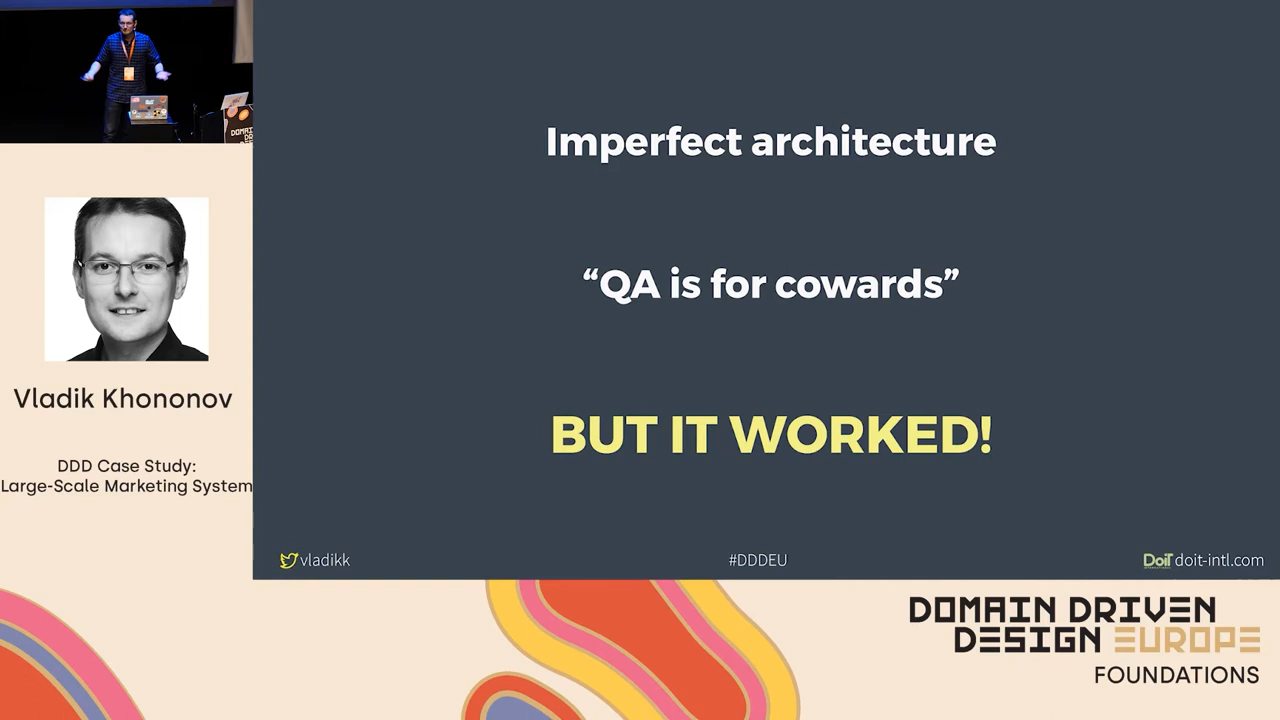 Imperfect architecture
“QA is for cowards”
BUT IT WORKED!
vladikk
#DDDEU
DoiT doit-intl.com
Vladik Khononov
DDD Case Study:
Large-Scale Marketing System
DOMAIN DRIVEN
DESIGN EUROPE
FOUNDATIONS